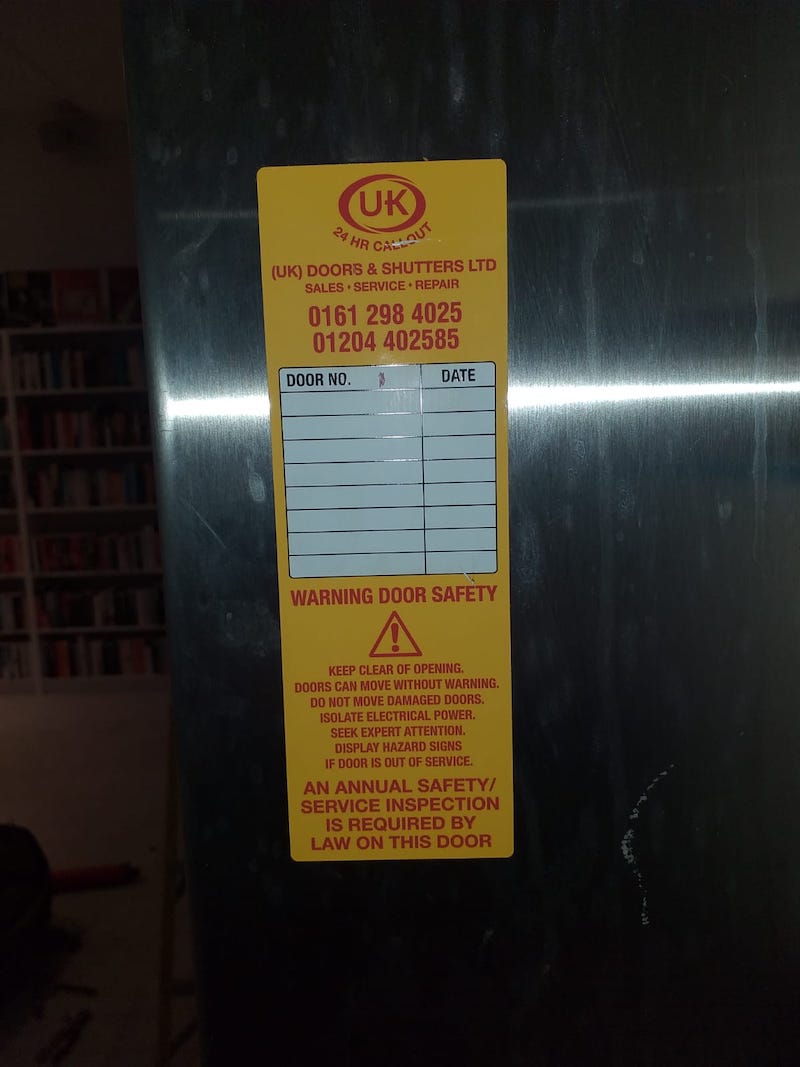 UK
24 HR CALLOUT
(UK) DOORS & SHUTTERS LTD
SALES • SERVICE • REPAIR
0161 298 4025
01204 402585
DOOR NO. DATE
WARNING DOOR SAFETY
!
KEEP CLEAR OF OPENING.
DOORS CAN MOVE WITHOUT WARNING.
DO NOT MOVE DAMAGED DOORS.
ISOLATE ELECTRICAL POWER.
SEEK EXPERT ATTENTION.
DISPLAY HAZARD SIGNS
IF DOOR IS OUT OF SERVICE.
AN ANNUAL SAFETY/
SERVICE INSPECTION
IS REQUIRED BY
LAW ON THIS DOOR